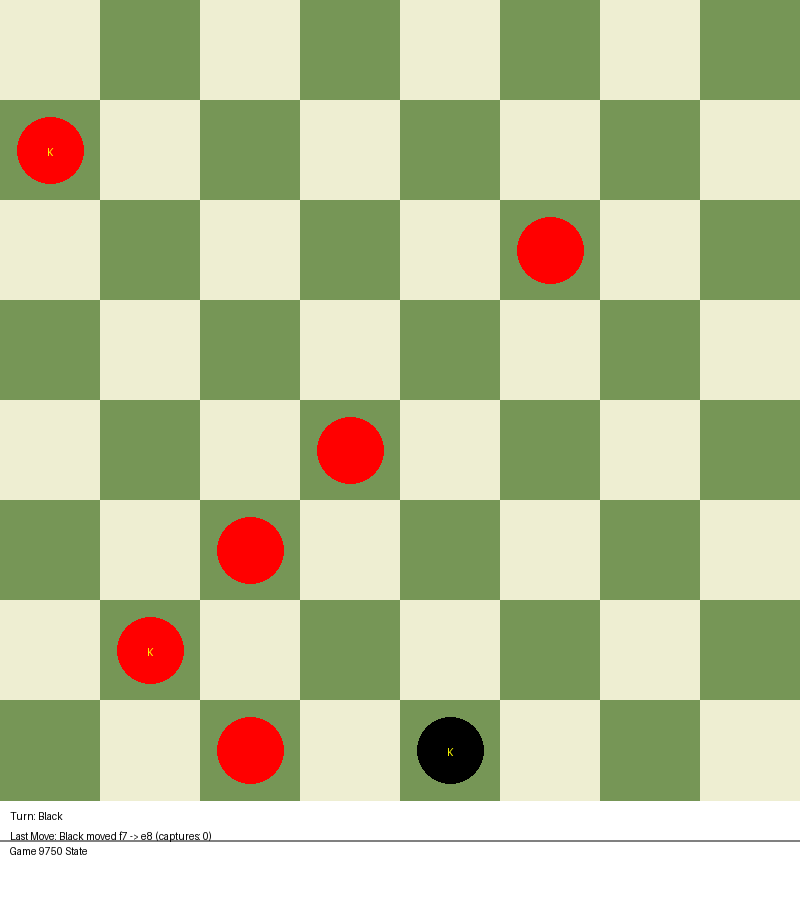 K
K
K
Turn: Black
Last Move: Black moved f7 -> e8 (captures: 0)
Game 9750 State